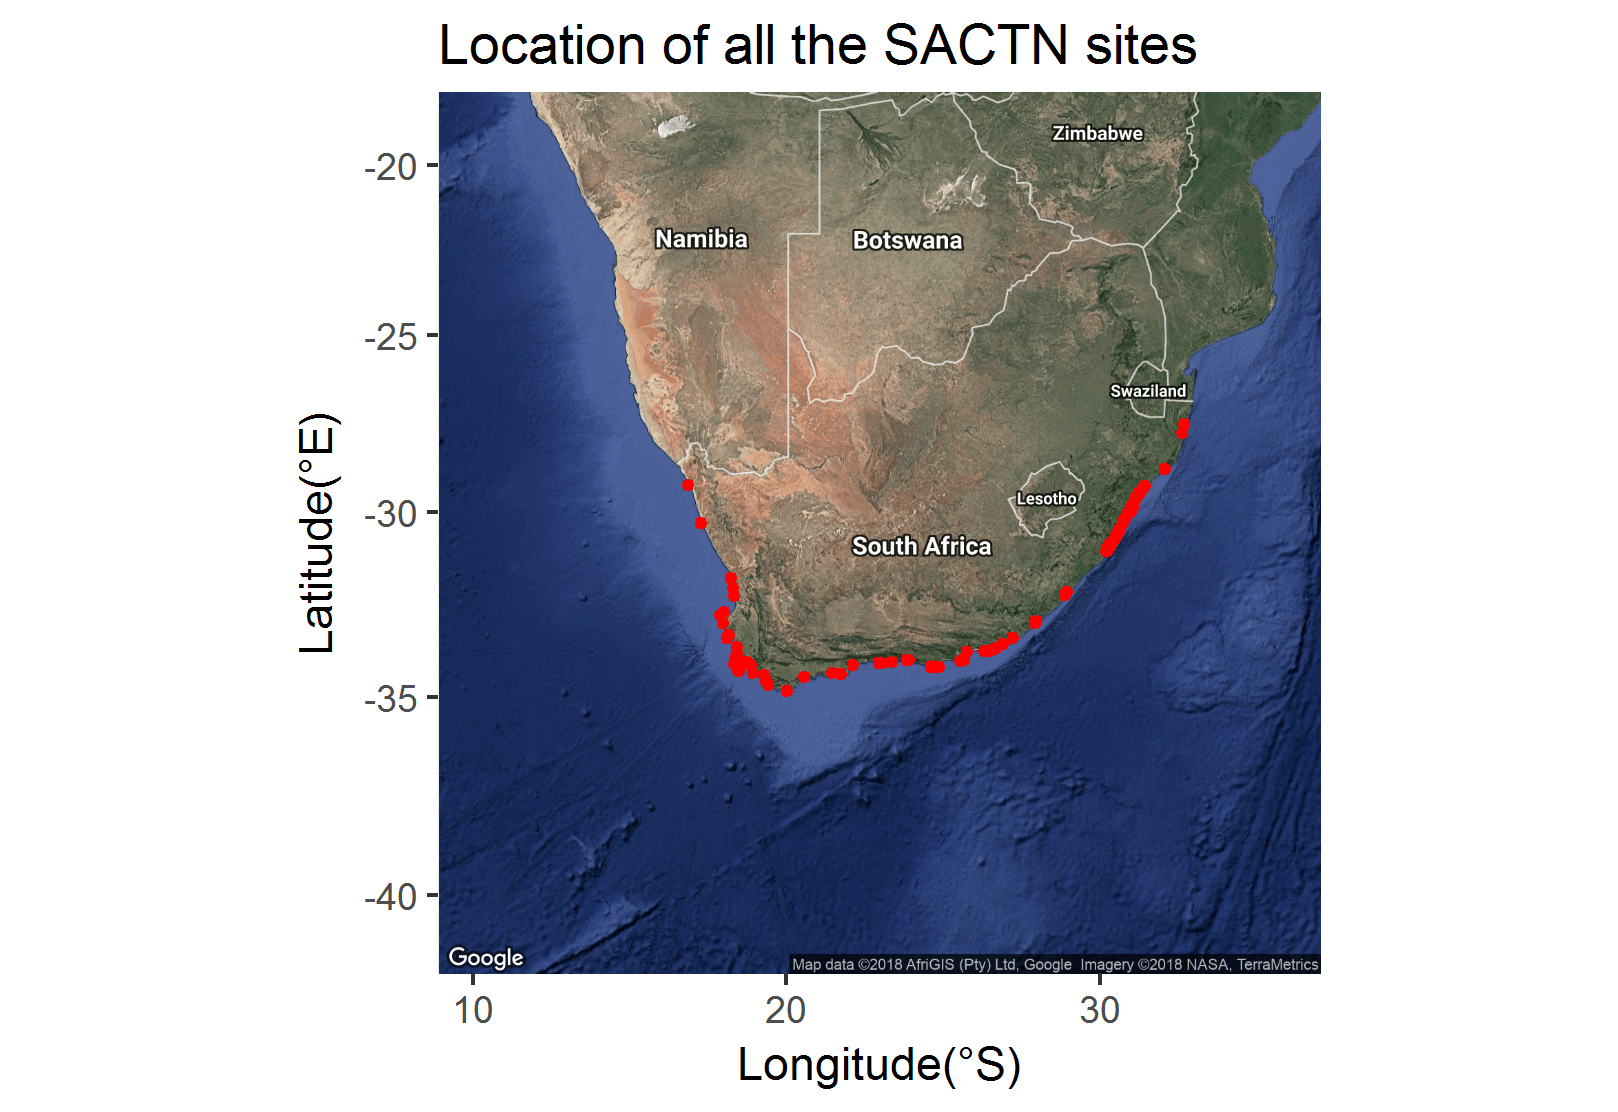 Location of all the SACTN sites
Latitude(°E)
-20
-25
-30
-35
-40
Zimbabwe
Namibia
Botswana
Swaziland
Lesotho
South Africa
Google
Map data ©2018 AfriGIS (Pty) Ltd, Google Imagery ©2018 NASA, TerraMetrics
10 20 30
Longitude(°S)